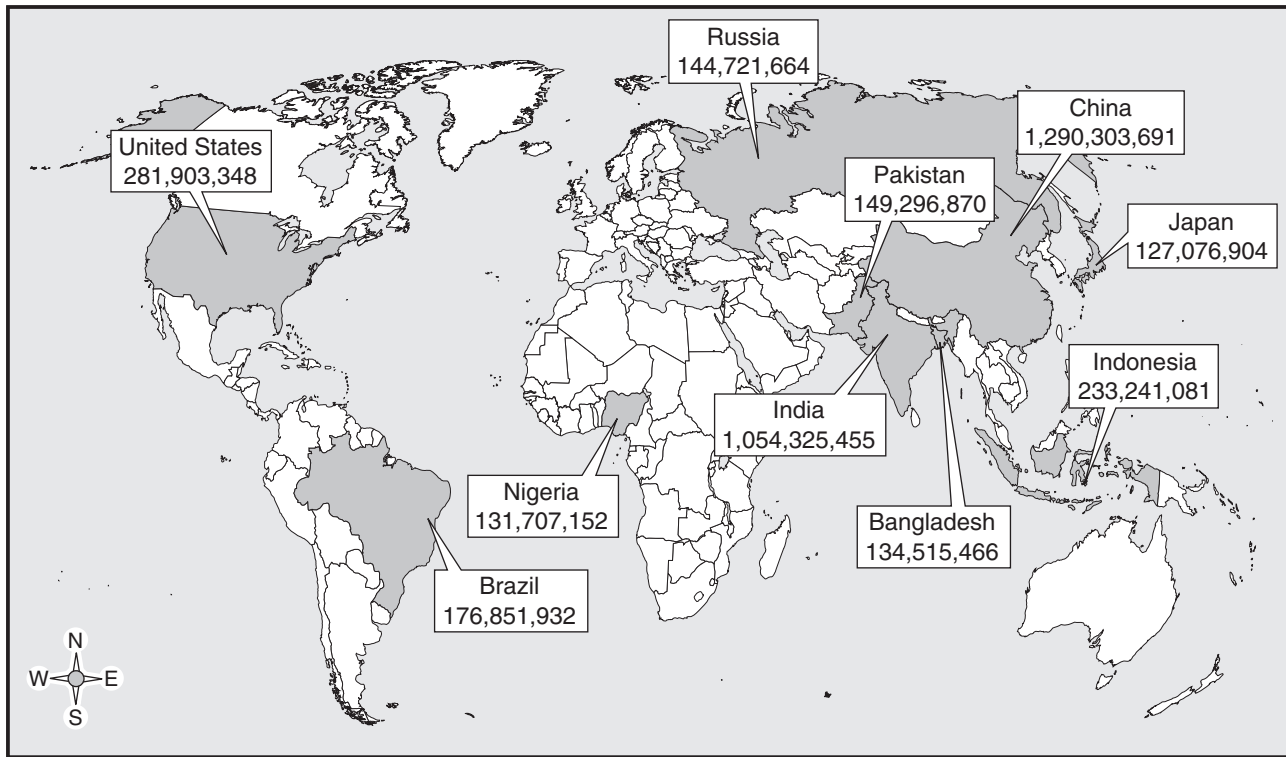 Russia
144,721,664
China
1,290,303,691
United States
281,903,348
Pakistan
149,296,870
Japan
127,076,904
Indonesia
233,241,081
India
1,054,325,455
Nigeria
131,707,152
Bangladesh
134,515,466
Brazil
176,851,932
N
W E
S